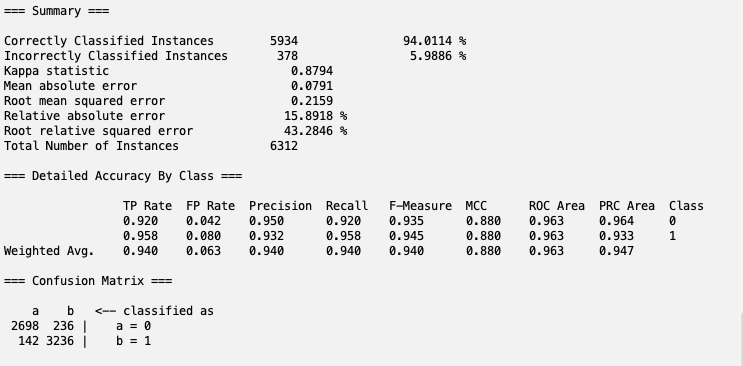 === Summary ===
Correctly Classified Instances 5934 94.0114 %
Incorrectly Classified Instances 378 5.9886 %
Kappa statistic 0.8794
Mean absolute error 0.0791
Root mean squared error 0.2159
Relative absolute error 15.8918 %
Root relative squared error 43.2846 %
Total Number of Instances 6312
=== Detailed Accuracy By Class ===
TP Rate FP Rate Precision Recall F-Measure MCC ROC Area PRC Area Class
0.920 0.042 0.950 0.920 0.935 0.880 0.963 0.964 0
0.958 0.080 0.932 0.958 0.945 0.880 0.963 0.933 1
Weighted Avg. 0.940 0.063 0.940 0.940 0.940 0.880 0.963 0.947
=== Confusion Matrix ===
a b <-- classified as
2698 236 | a = 0
142 3236 | b = 1